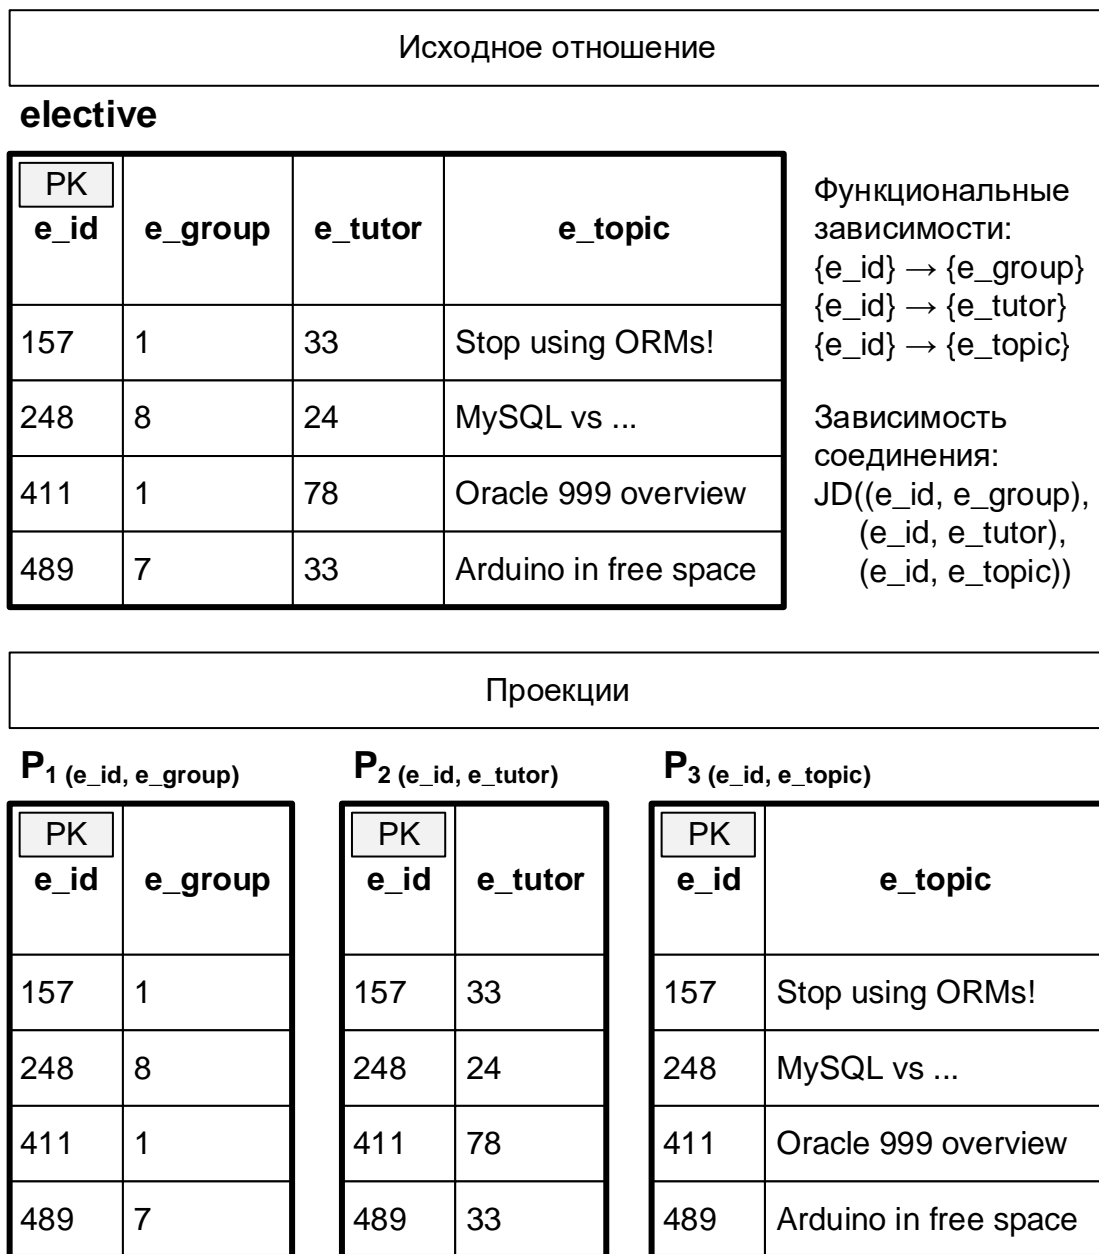 Исходное отношение
elective
PK
e_id e_group e_tutor e_topic
157 1 33 Stop using ORMs!
248 8 24 MySQL vs ...
411 1 78 Oracle 999 overview
489 7 33 Arduino in free space
Функциональные
зависимости:
{e_id} → {e_group}
{e_id} → {e_tutor}
{e_id} → {e_topic}
Зависимость
соединения:
JD((e_id, e_group),
(e_id, e_tutor),
(e_id, e_topic))
Проекции
P1 (e_id, e_group)
PK
e_id e_group
157 1
248 8
411 1
489 7
P2 (e_id, e_tutor)
PK
e_id e_tutor
157 33
248 24
411 78
489 33
P3 (e_id, e_topic)
PK
e_id e_topic
157 Stop using ORMs!
248 MySQL vs ...
411 Oracle 999 overview
489 Arduino in free space